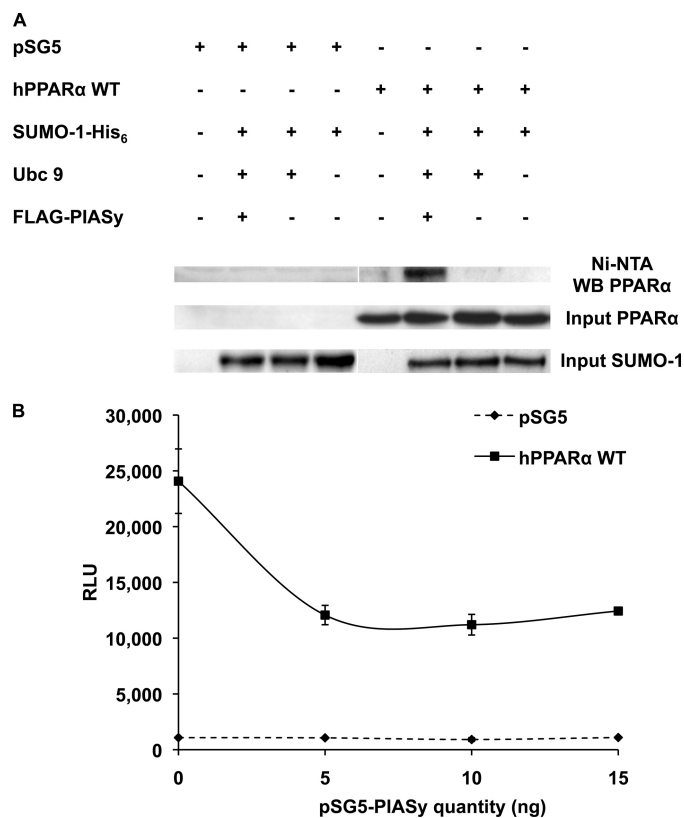 A
pSG5 + + + + - - - -
hPPARα WT - - - - + + + +
SUMO-1-His6 - + + + - + + +
Ubc 9 - + + - - + + -
FLAG-PIASy - + - - - + - -
Ni-NTA
WB PPARα
Input PPARα
Input SUMO-1
B
30,000
25,000
20,000
15,000
10,000
5,000
0
RLU
pSG5
hPPARα WT
0 5 10 15
pSG5-PIASy quantity (ng)